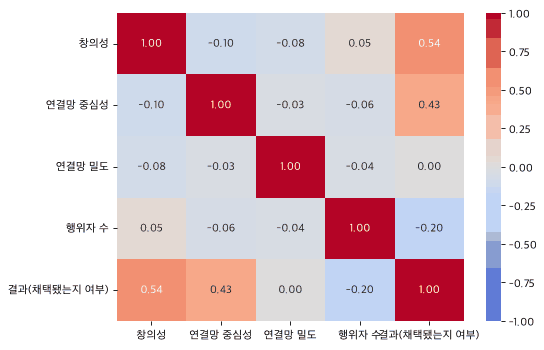 창의성 1.00 -0.10 -0.08 0.05 0.54
연결망 중심성 -0.10 1.00 -0.03 -0.06 0.43
연결망 밀도 -0.08 -0.03 1.00 -0.04 0.00
행위자 수 0.05 -0.06 -0.04 1.00 -0.20
결과(채택됐는지 여부) 0.54 0.43 0.00 -0.20 1.00
창의성 연결망 중심성 연결망 밀도 행위자 수 결과(채택됐는지 여부)
1.00
0.75
0.50
0.25
0.00
-0.25
-0.50
-0.75
-1.00